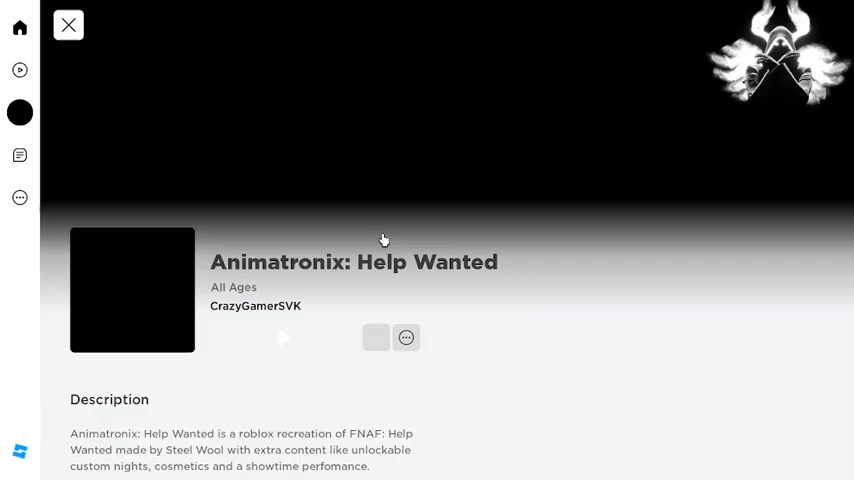 Animatronix: Help Wanted
All Ages
CrazyGamerSVK
Description
Animatronix: Help Wanted is a roblox recreation of FNAF: Help
Wanted made by Steel Wool with extra content like unlockable
custom nights, cosmetics and a showtime perfomance.